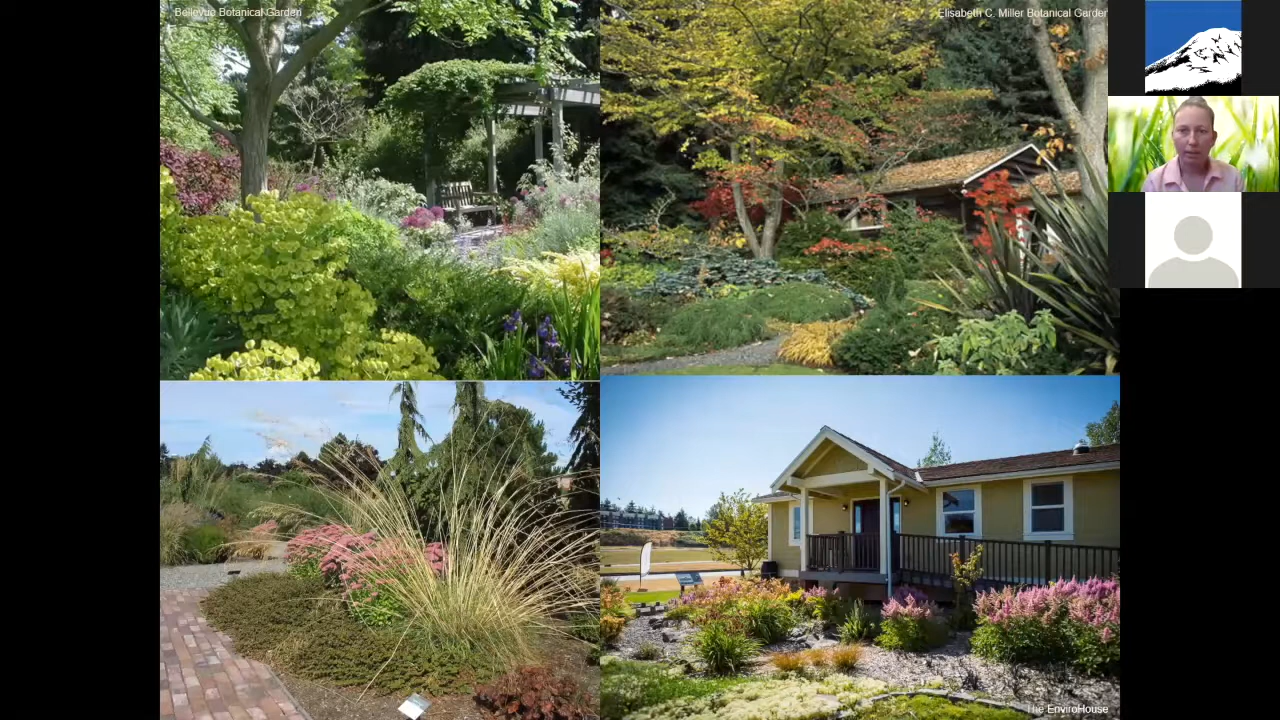 Bellevue Botanical Garden
Elisabeth C. Miller Botanical Garden
The EnviroHouse